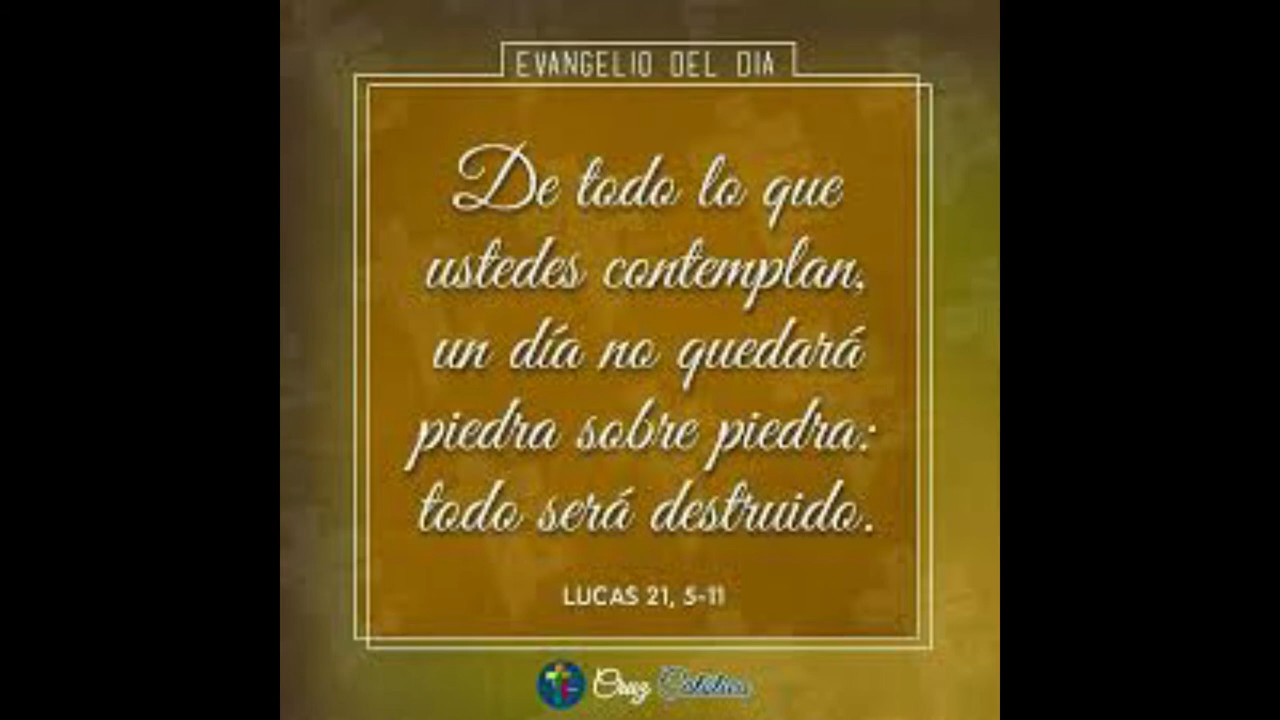 EVANGELIO DEL DIA
De todo lo que
ustedes contemplan,
un día no quedará
piedra sobre piedra:
todo será destruido.
LUCAS 21, 5-11
Cruz Católica